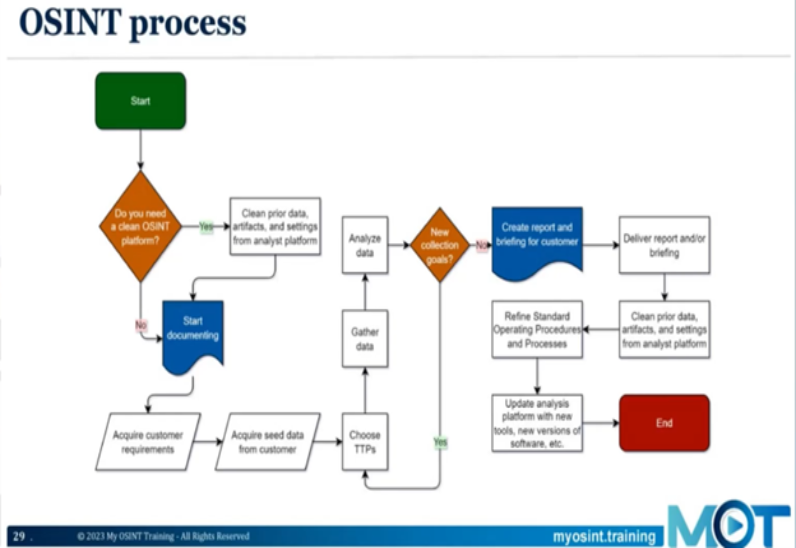 OSINT process
Start
Do you need
a clean OSINT
platform?
Yes
Clean prior data,
artifacts, and settings
from analyst platform
No
Start
documenting
Acquire customer
requirements
Acquire seed data
from customer
Choose
TTPs
Gather
data
Analyze
data
New
collection
goals?
Yes
No
Create report and
briefing for customer
Deliver report and/or
briefing
Clean prior data,
artifacts, and settings
from analyst platform
Refine Standard
Operating Procedures
and Processes
Update analysis
platform with new
tools, new versions of
software, etc.
End
29 .
© 2023 My OSINT Training - All Rights Reserved
myosint.training
MOT